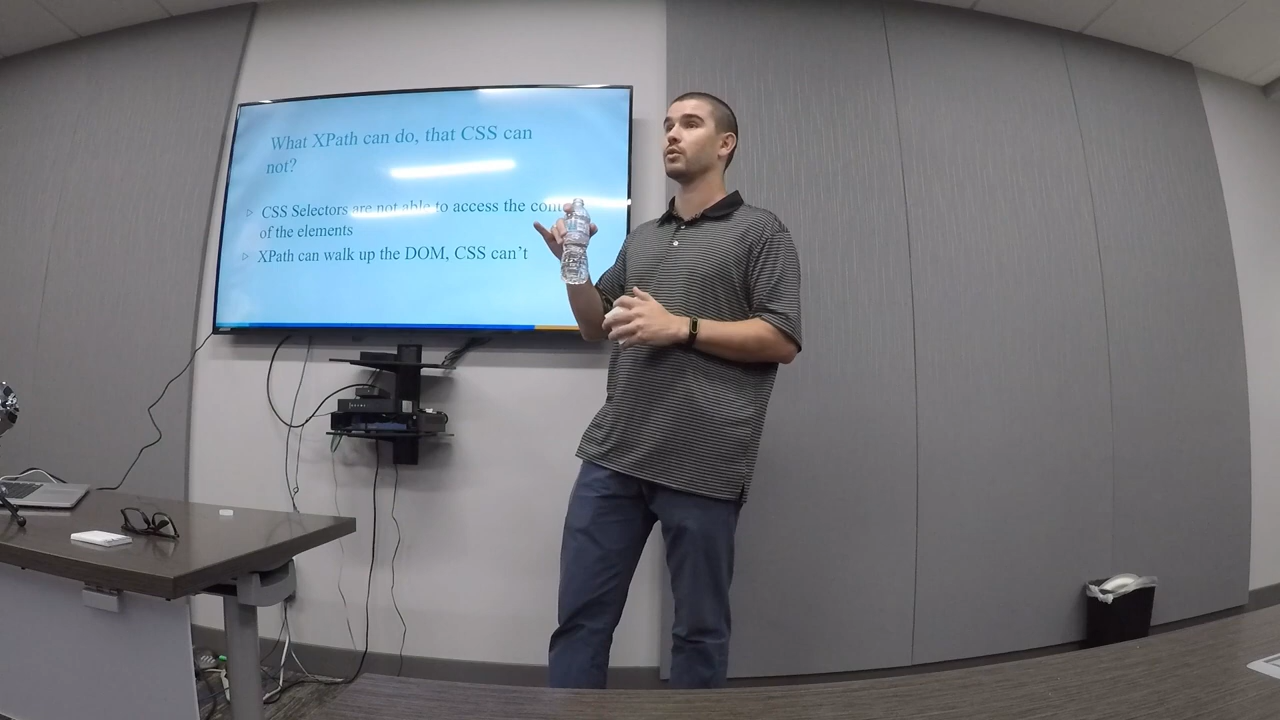 What XPath can do, that CSS can
not?
CSS Selectors are not able to access the
of the elements
XPath can walk up the DOM, CSS can't